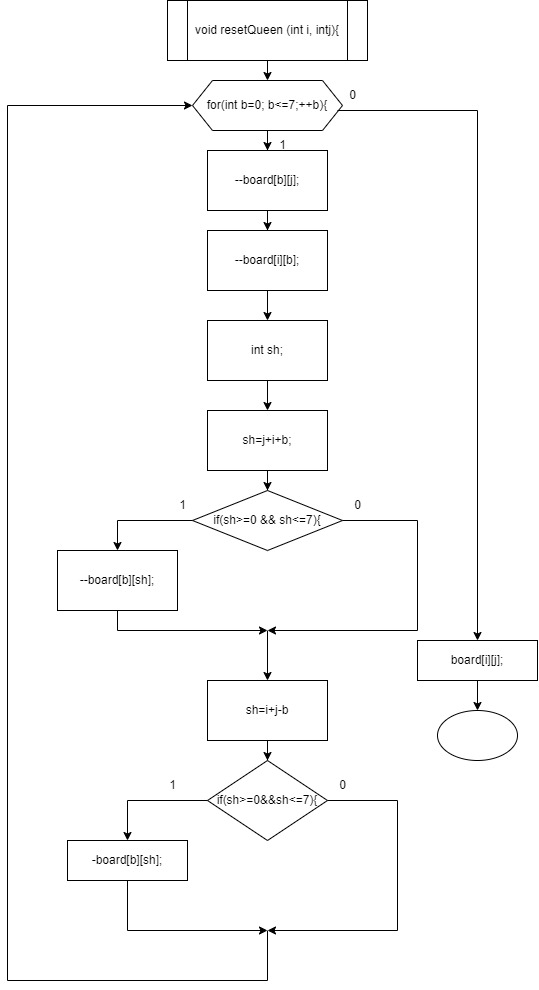 void resetQueen (int i, intj){
for(int b=0; b<=7;++b){
0
1
--board[b][j];
--board[i][b];
int sh;
sh=j+i+b;
if(sh>=0 && sh<=7){
1
0
--board[b][sh];
board[i][j];
sh=i+j-b
if(sh>=0&&sh<=7){
1
0
-board[b][sh];